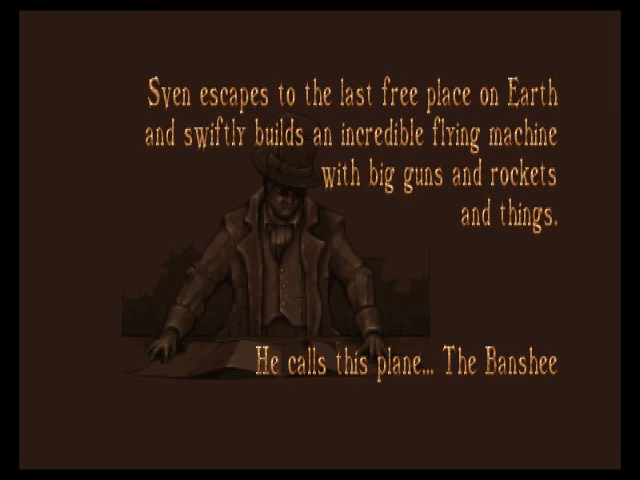 Sven escapes to the last free place on Earth
and swiftly builds an incredible flying machine
with big guns and rockets
and things.
He calls this plane... The Banshee